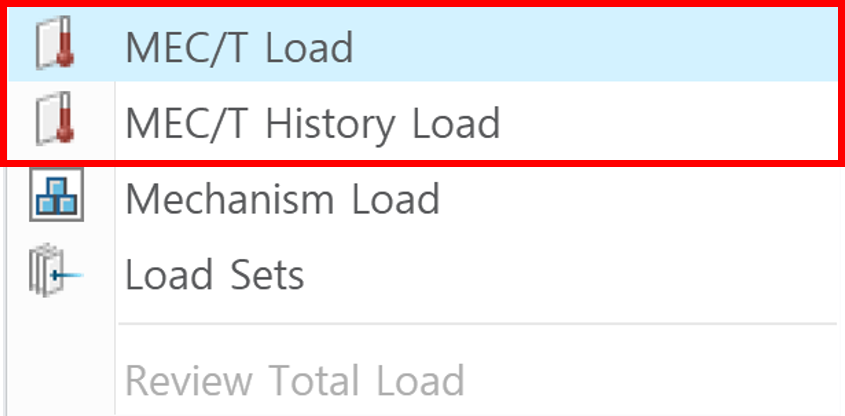 MEC/T Load
MEC/T History Load
Mechanism Load
Load Sets
Review Total Load